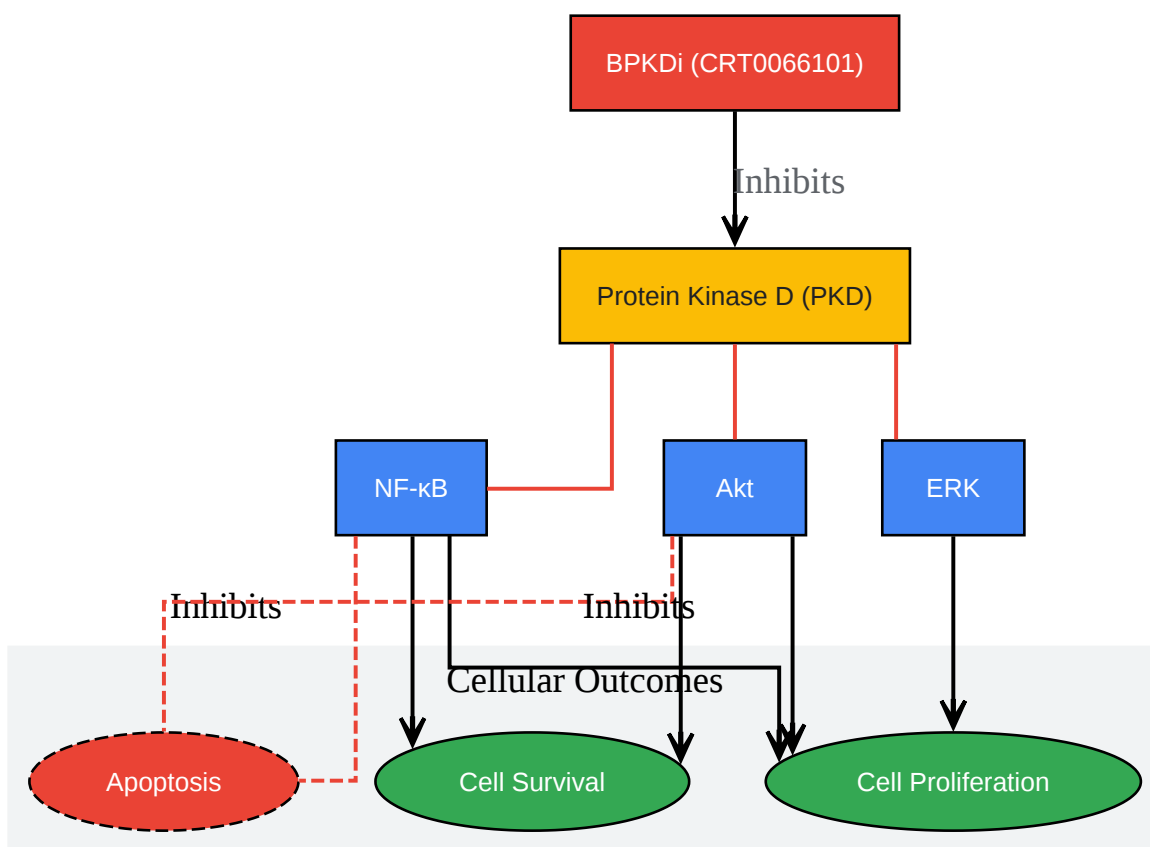 BPKDi (CRT0066101)
Inhibits
Protein Kinase D (PKD)
NF-κB
Akt
ERK
Inhibits
Inhibits
Cellular Outcomes
Apoptosis
Cell Survival
Cell Proliferation